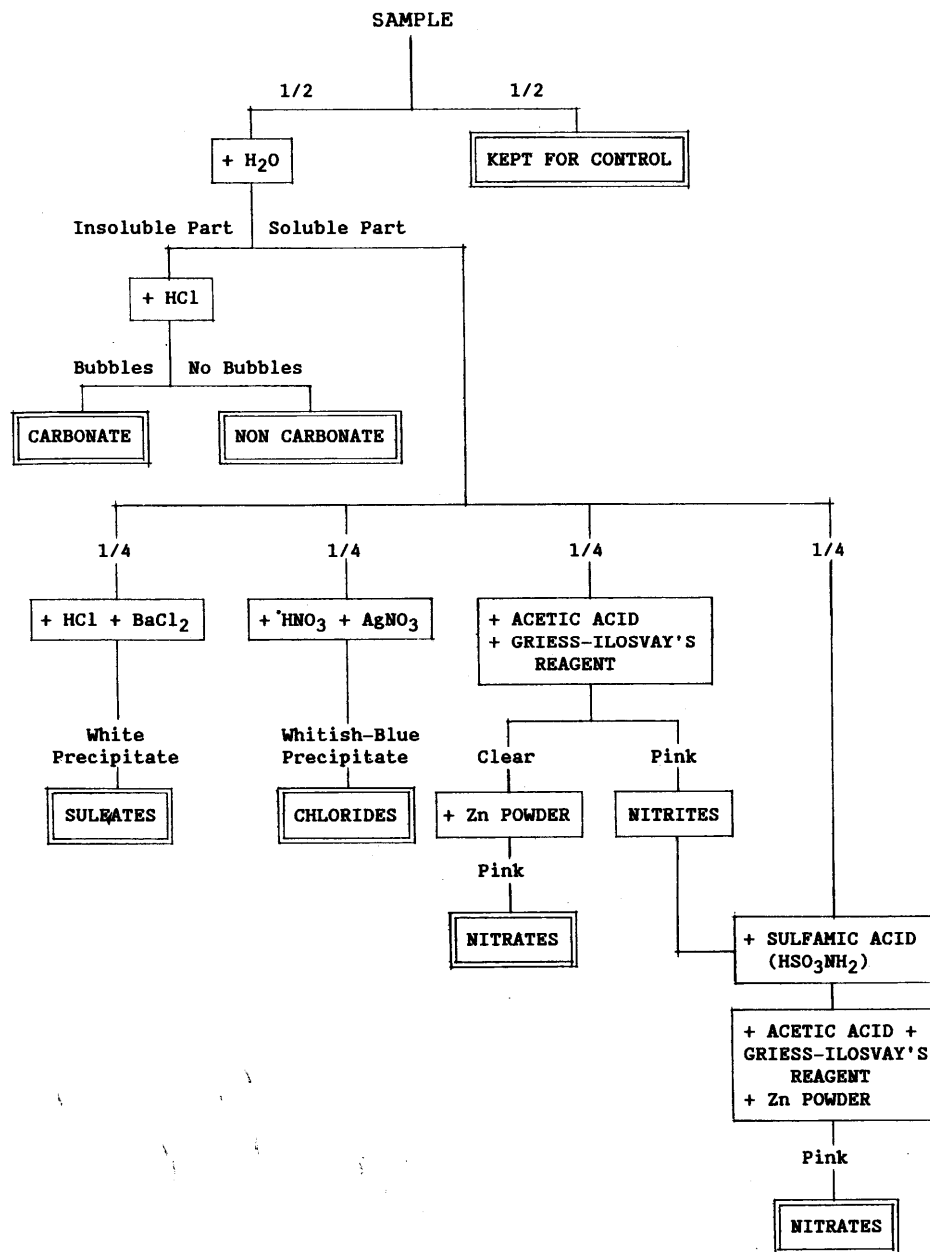 SAMPLE
1/2 1/2
+ H₂O
KEPT FOR CONTROL
Insoluble Part Soluble Part
+ HCl
Bubbles No Bubbles
CARBONATE
NON CARBONATE
1/4 1/4 1/4 1/4
+ HCl + BaCl₂
+ HNO₃ + AgNO₃
+ ACETIC ACID
+ GRIESS-ILOSVAY'S
REAGENT
White
Precipitate
Whitish-Blue
Precipitate
Clear
Pink
SULFATES
CHLORIDES
+ Zn POWDER
NITRITES
Pink
NITRATES
+ SULFAMIC ACID
(HSO₃NH₂)
+ ACETIC ACID +
GRIESS-ILOSVAY'S
REAGENT
+ Zn POWDER
Pink
NITRATES